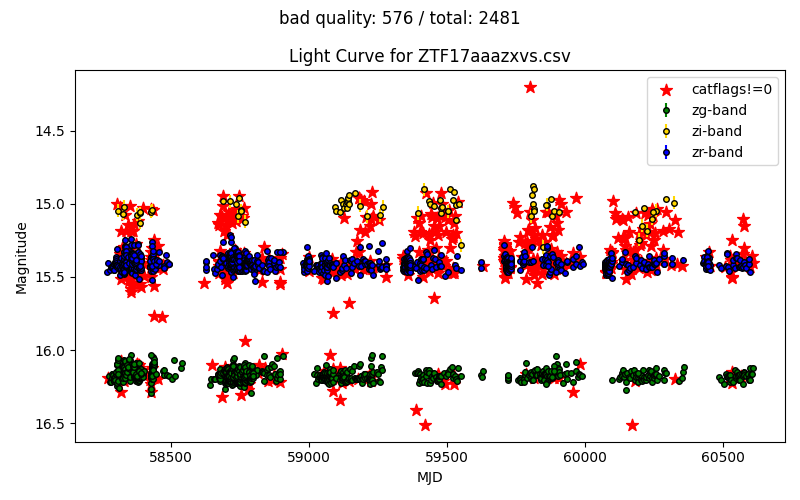 bad quality: 576 / total: 2481
Light Curve for ZTF17aaazxvs.csv
catflags!=0
zg-band
zi-band
zr-band
14.5
15.0
15.5
16.0
16.5
Magnitude
58500
59000
59500
60000
60500
MJD